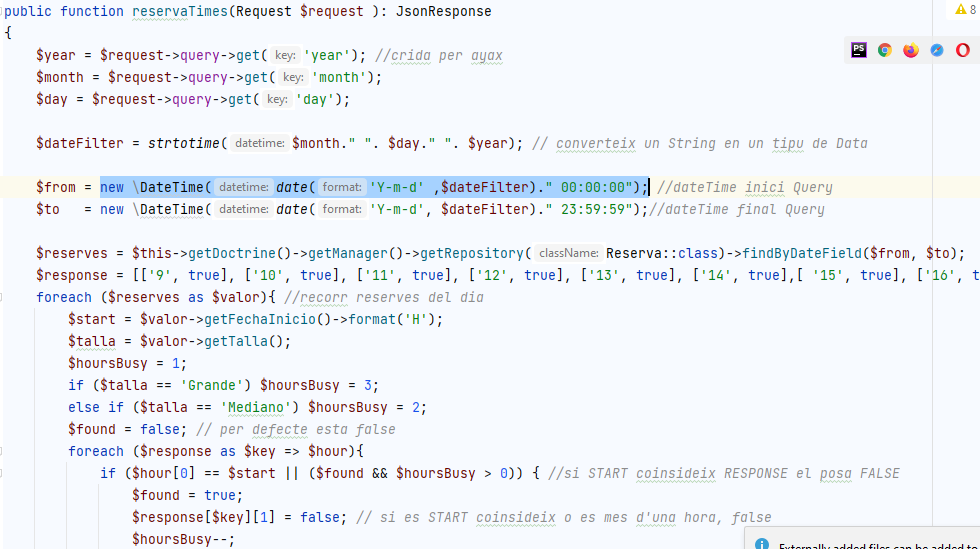 public function reservaTimes(Request $request ): JsonResponse
8
{
PS
$year = $request->query->get( key: 'year'); //crida per ayax
$month = $request->query->get( key: 'month');
$day = $request->query->get( key: 'day');
$dateFilter = strtotime( datetime: $month." ". $day." ". $year); // converteix un String en un tipu de Data
$from = new \DateTime( datetime: date( format: 'Y-m-d' ,$dateFilter)." 00:00:00"); //dateTime inici Query
$to = new \DateTime( datetime: date( format: 'Y-m-d', $dateFilter)." 23:59:59");//dateTime final Query
$reserves = $this->getDoctrine()->getManager()->getRepository( className: Reserva::class)->findByDateField($from, $to);
$response = [['9', true], ['10', true], ['11', true], ['12', true], ['13', true], ['14', true],[ '15', true], ['16', t
foreach ($reserves as $valor){ //recorr reserves del dia
$start = $valor->getFechaInicio()->format('H');
$talla = $valor->getTalla();
$hoursBusy = 1;
if ($talla == 'Grande') $hoursBusy = 3;
else if ($talla == 'Mediano') $hoursBusy = 2;
$found = false; // per defecte esta false
foreach ($response as $key => $hour){
if ($hour[0] == $start || ($found && $hoursBusy > 0)) { //si START coinsideix RESPONSE el posa FALSE
$found = true;
$response[$key][1] = false; // si es START coinsideix o es mes d'una hora, false
$hoursBusy--;
Externally added files can be added to